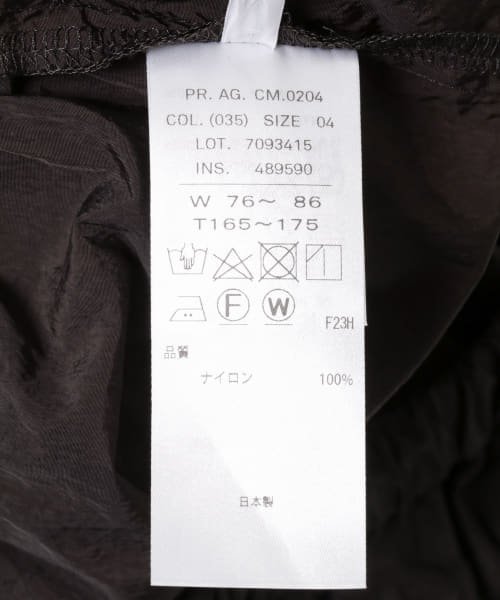 PR. AG. CM.0204
COL. (035) SIZE 04
LOT. 7093415
INS. 489590
W 76～ 86
T165～175
F W F23H
品質
ナイロン 100%
日本製